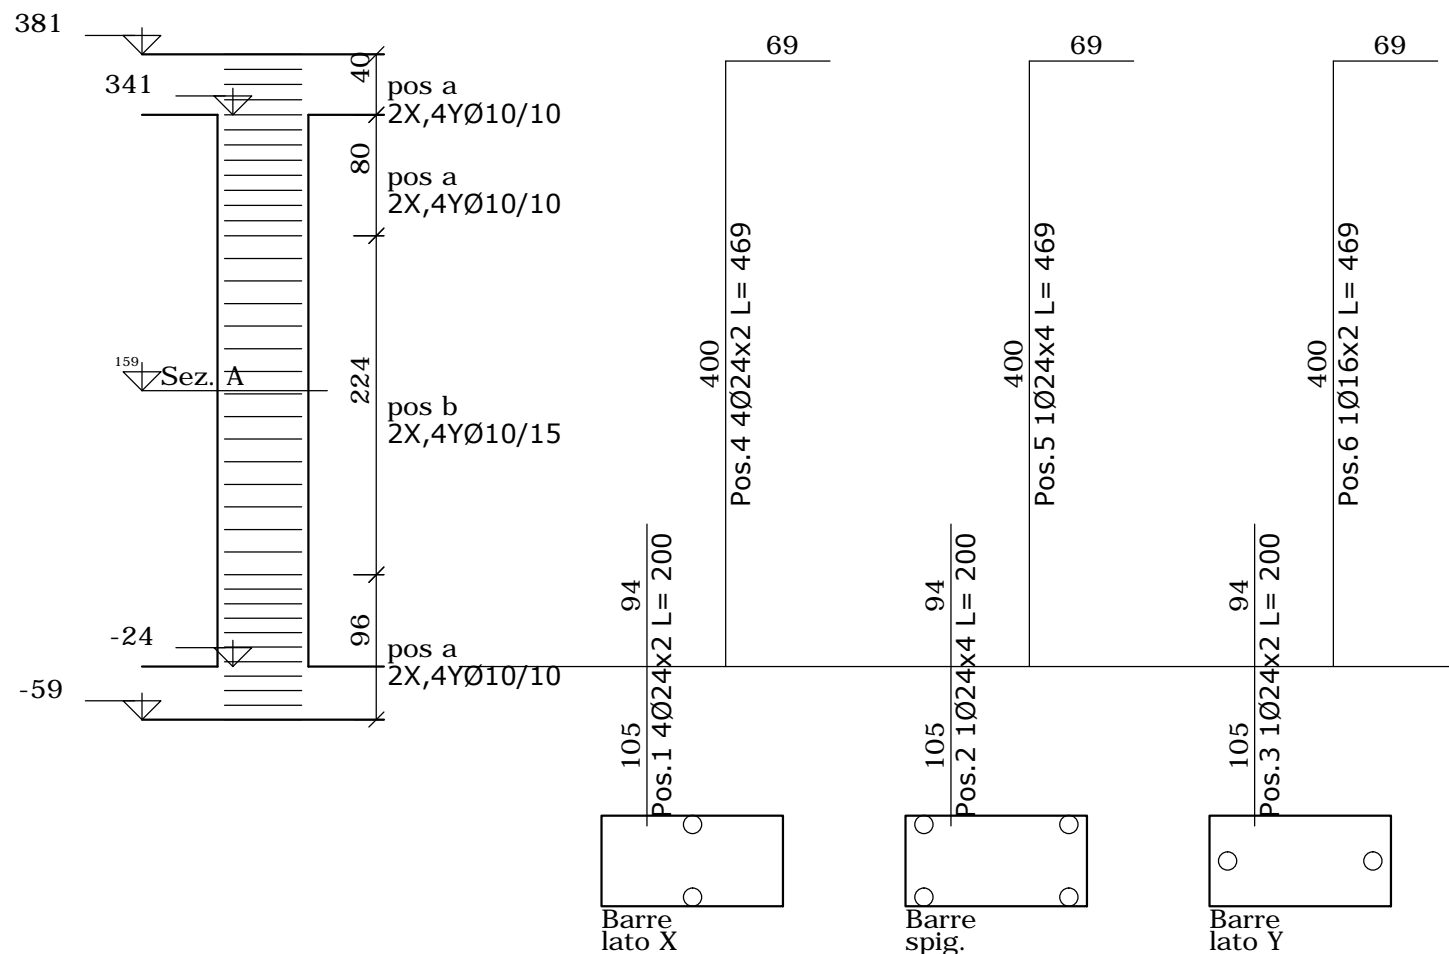 381
341
159
Sez. A
-24
-59
40
80
224
96
pos a
2X,4YØ10/10
pos a
2X,4YØ10/10
pos b
2X,4YØ10/15
pos a
2X,4YØ10/10
69
400
Pos.4 4Ø24x2 L= 469
94
105
Pos.1 4Ø24x2 L= 200
Barre
lato X
69
400
Pos.5 1Ø24x4 L= 469
94
105
Pos.2 1Ø24x4 L= 200
Barre
spig.
69
400
Pos.6 1Ø16x2 L= 469
94
105
Pos.3 1Ø24x2 L= 200
Barre
lato Y